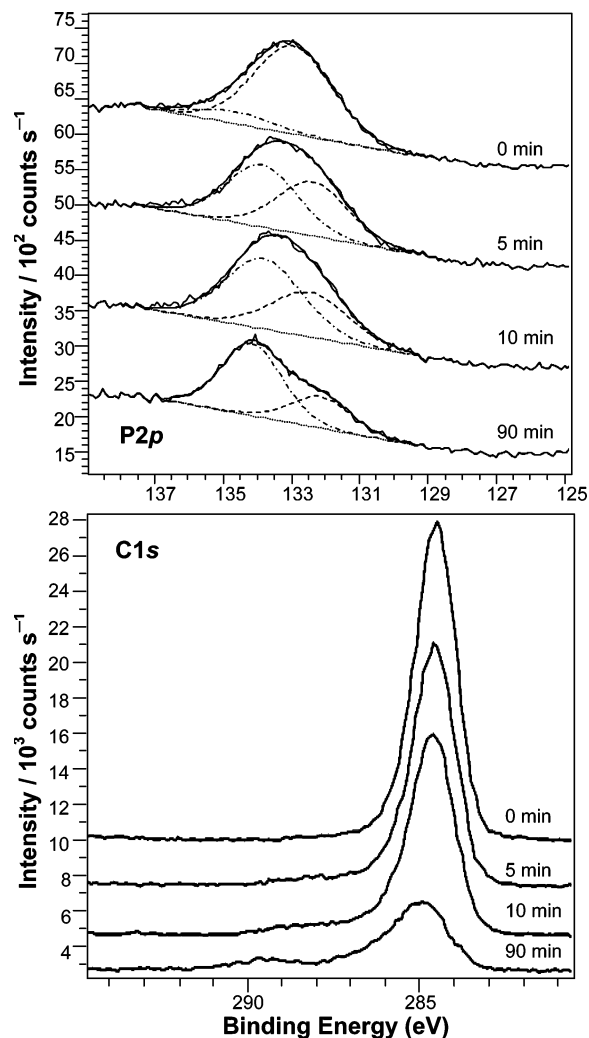 75
70
65
60
55
50
45
40
35
30
25
20
15
Intensity / 10² counts s⁻¹
0 min
5 min
10 min
90 min
P2p
137 135 133 131 129 127 125
C1s
28
26
24
22
20
18
16
14
12
10
8
6
4
Intensity / 10³ counts s⁻¹
0 min
5 min
10 min
90 min
290 285
Binding Energy (eV)